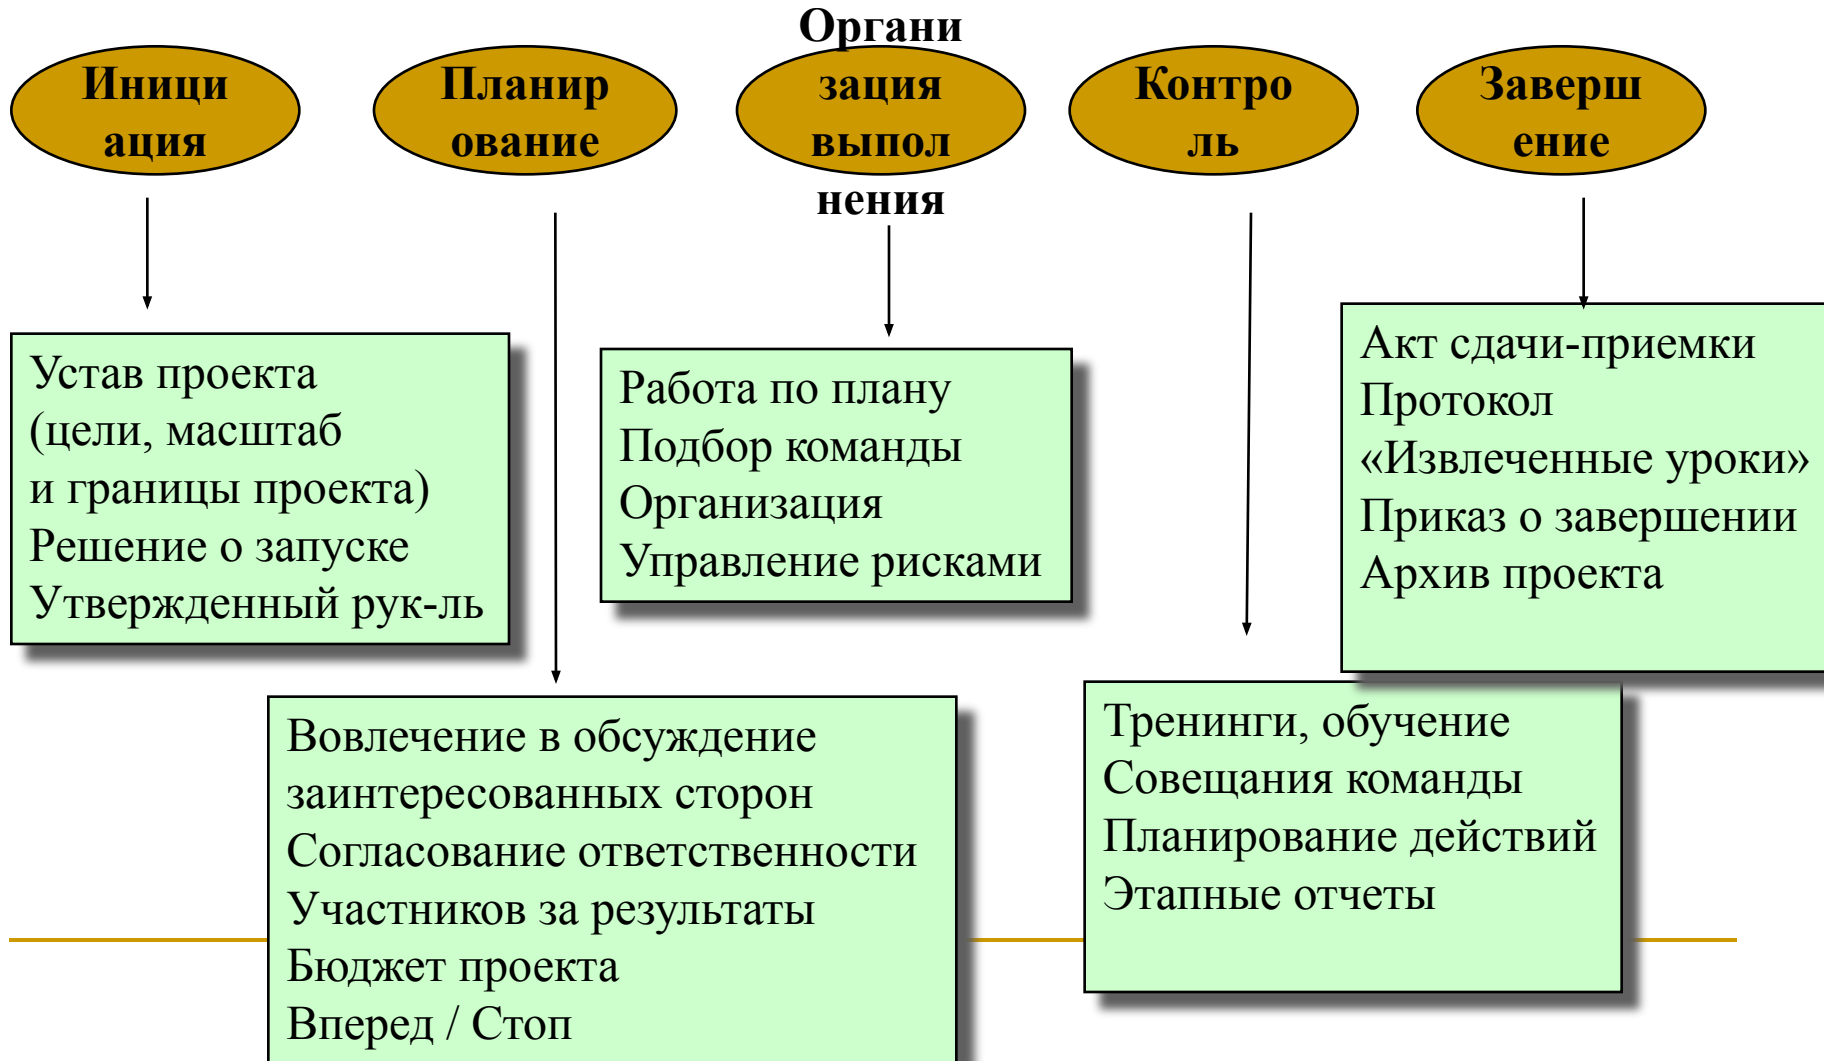 Иници
ация
Планир
ование
Органи
зация
выпол
нения
Контро
ль
Заверш
ение
Устав проекта
(цели, масштаб
и границы проекта)
Решение о запуске
Утвержденный рук-ль
Работа по плану
Подбор команды
Организация
Управление рисками
Акт сдачи-приемки
Протокол
«Извлеченные уроки»
Приказ о завершении
Архив проекта
Вовлечение в обсуждение
заинтересованных сторон
Согласование ответственности
Участников за результаты
Бюджет проекта
Вперед / Стоп
Тренинги, обучение
Совещания команды
Планирование действий
Этапные отчеты